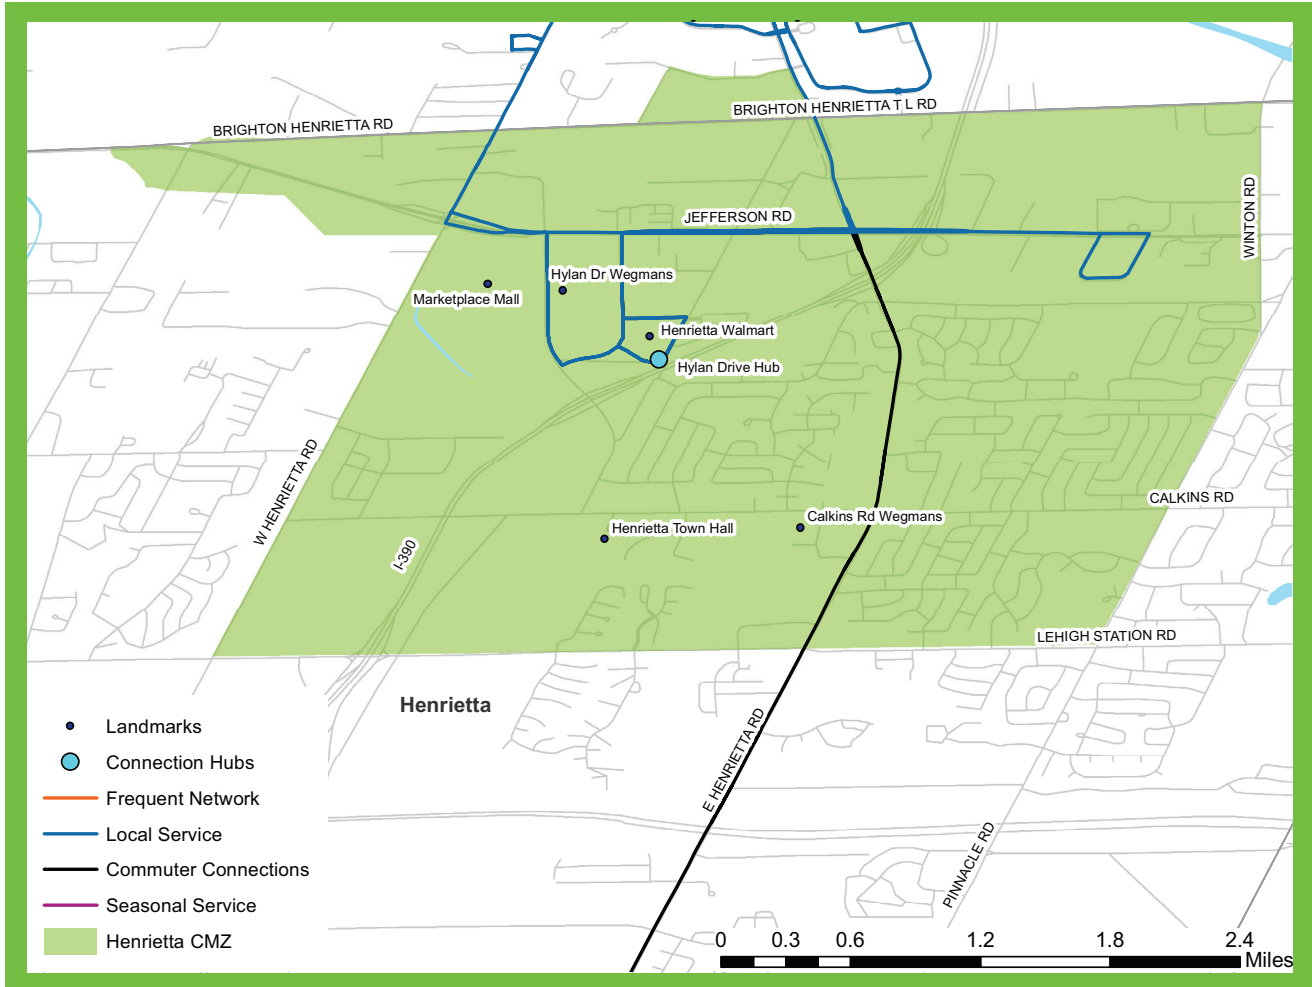 BRIGHTON HENRIETTA T L RD
BRIGHTON HENRIETTA RD
WINTON RD
JEFFERSON RD
Hylan Dr Wegmans
Marketplace Mall
Henrietta Walmart
Hylan Drive Hub
W HENRIETTA RD
CALKINS RD
Calkins Rd Wegmans
Henrietta Town Hall
I-390
LEHIGH STATION RD
Henrietta
E HENRIETTA RD
PINNACLE RD
Landmarks
Connection Hubs
Frequent Network
Local Service
Commuter Connections
Seasonal Service
Henrietta CMZ
0 0.3 0.6 1.2 1.8 2.4
Miles